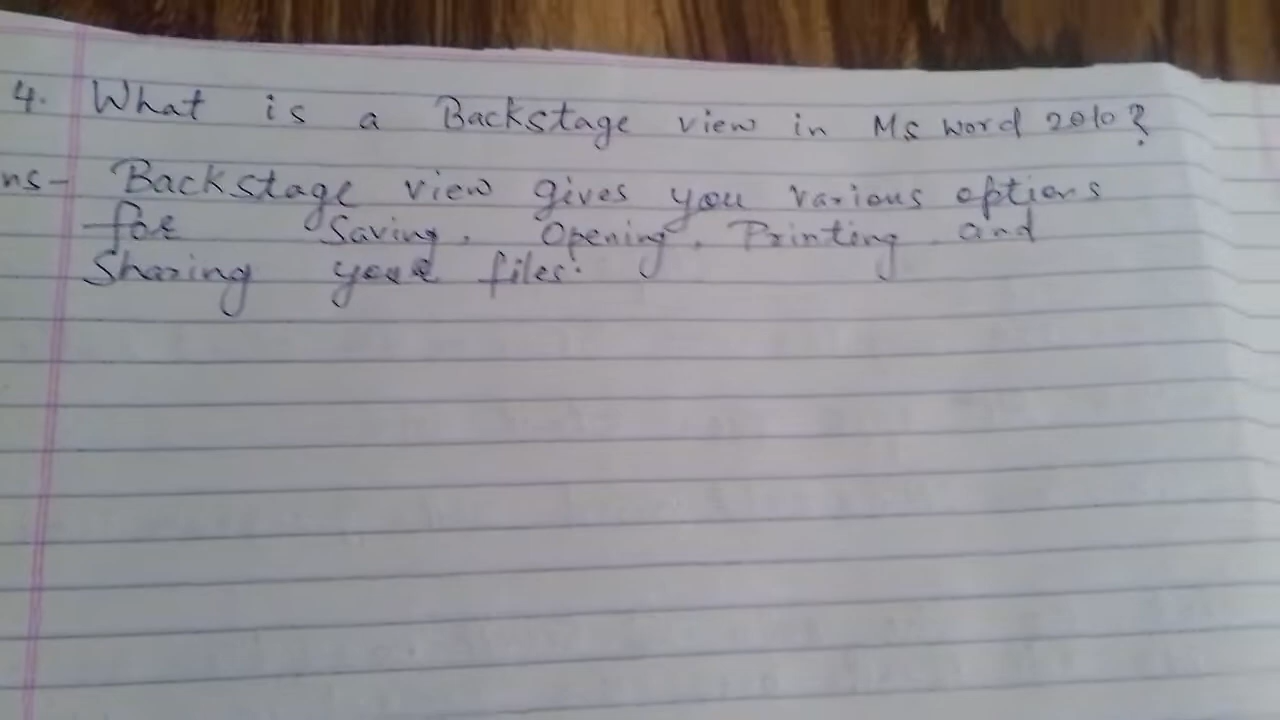 4. What is a Backstage view in Ms word 2010?
ns- Backstage view gives you various options
for Saving, Opening, Printing and
Sharing your files.